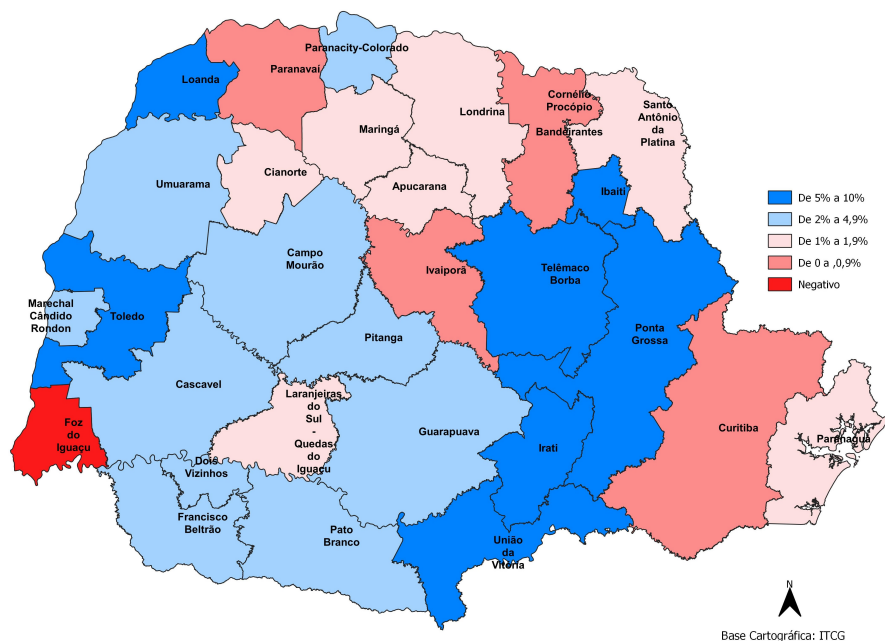 Paranacity-Colorado
Paranavaí
Loanda
Cornélio
Procópio
Bandeirantes
Santo
Antônio
da
Platina
Londrina
Maringá
Cianorte
Umuarama
Apucarana
Ibaiti
De 5% a 10%
De 2% a 4,9%
De 1% a 1,9%
De 0 a ,0,9%
Negativo
Campo
Mourão
Ivaiporã
Telêmaco
Borba
Marechal
Cândido
Rondon
Toledo
Pitanga
Ponta
Grossa
Cascavel
Laranjeiras
do
Sul
-
Quedas
do
Iguaçu
Foz
do
Iguaçu
Guarapuava
Curitiba
Paranaguá
Irati
Dois
Vizinhos
Francisco
Beltrão
Pato
Branco
União
da
Vitória
N
Base Cartográfica: ITCG